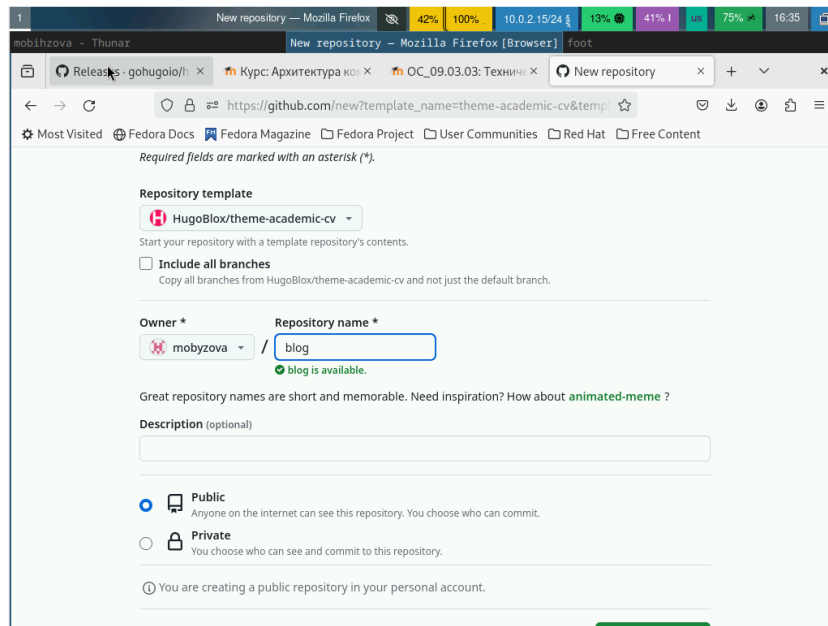 1 New repository — Mozilla Firefox 42% 100% . 10.0.2.15/24 13% 41% I us 75% 16:35
mobihzova - Thunar New repository — Mozilla Firefox [Browser] foot
Releases · gohugoio/h × Курс: Архитектура ко × ОС_09.03.03: Техниче × New repository ×
https://github.com/new?template_name=theme-academic-cv&templ
Most Visited Fedora Docs Fedora Magazine Fedora Project User Communities Red Hat Free Content
Required fields are marked with an asterisk (*).
Repository template
HugoBlox/theme-academic-cv
Start your repository with a template repository's contents.
Include all branches
Copy all branches from HugoBlox/theme-academic-cv and not just the default branch.
Owner * Repository name *
mobyzova / blog
blog is available.
Great repository names are short and memorable. Need inspiration? How about animated-meme ?
Description (optional)
Public
Anyone on the internet can see this repository. You choose who can commit.
Private
You choose who can see and commit to this repository.
You are creating a public repository in your personal account.